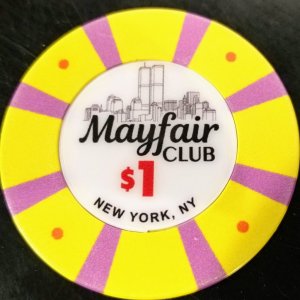 Mayfair
CLUB
$1
NEW YORK, NY